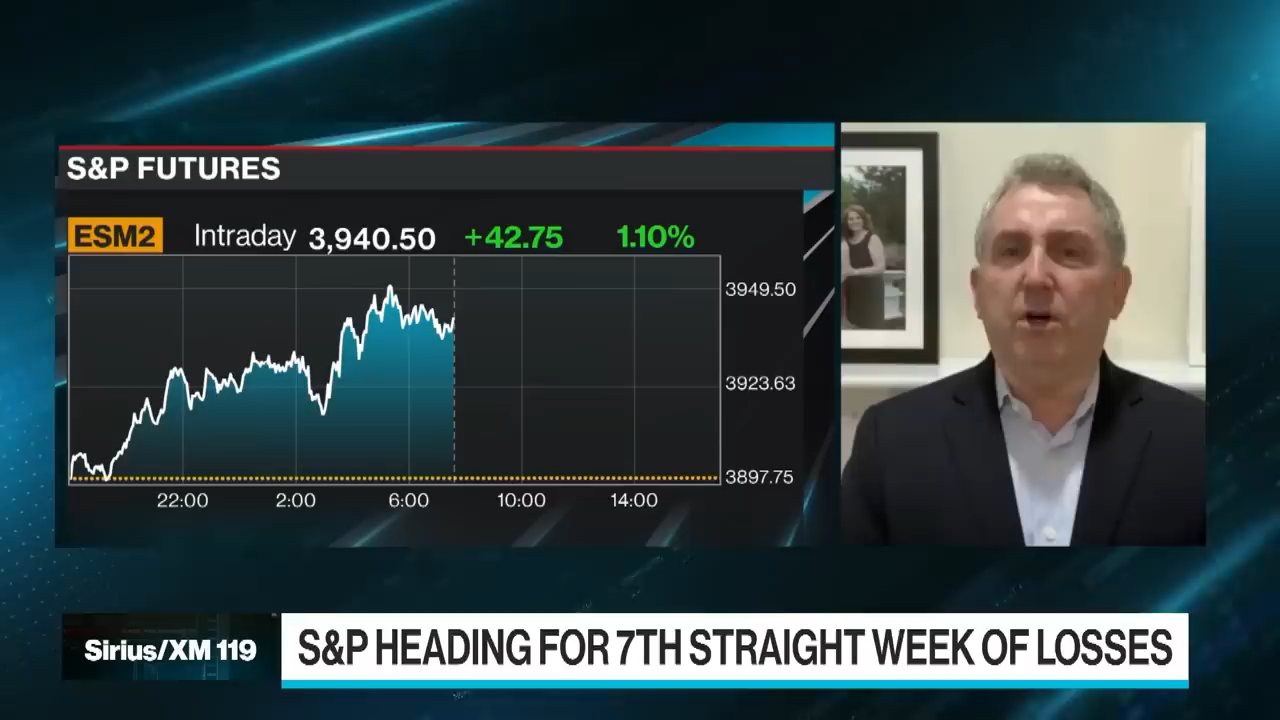 S&P FUTURES
ESM2 Intraday 3,940.50 +42.75 1.10%
3949.50
3923.63
3897.75
22:00 2:00 6:00 10:00 14:00
Sirius/XM 119
S&P HEADING FOR 7TH STRAIGHT WEEK OF LOSSES